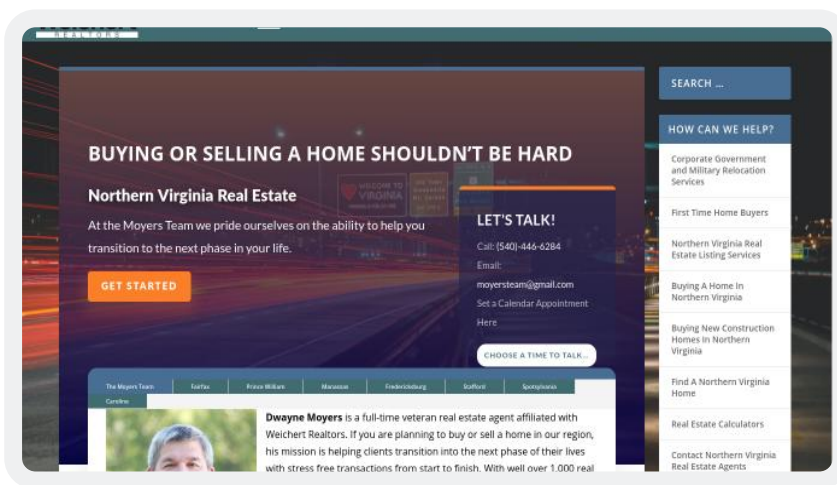 REALTORS
BUYING OR SELLING A HOME SHOULDN'T BE HARD
WELCOME TO
VIRGINIA
Northern Virginia Real Estate
At the Moyers Team we pride ourselves on the ability to help you
transition to the next phase in your life.
GET STARTED
LET'S TALK!
Call: (540)-446-6284
Email:
moyersteam@gmail.com
Set a Calendar Appointment
Here
CHOOSE A TIME TO TALK...
The Moyers Team
Fairfax
Prince William
Manassas
Fredericksburg
Stafford
Spotsylvania
Caroline
Dwayne Moyers is a full-time veteran real estate agent affiliated with
Weichert Realtors. If you are planning to buy or sell a home in our region,
his mission is helping clients transition into the next phase of their lives
with stress free transactions from start to finish. With well over 1,000 real
SEARCH ...
HOW CAN WE HELP?
Corporate Government
and Military Relocation
Services
First Time Home Buyers
Northern Virginia Real
Estate Listing Services
Buying A Home In
Northern Virginia
Buying New Construction
Homes In Northern
Virginia
Find A Northern Virginia
Home
Real Estate Calculators
Contact Northern Virginia
Real Estate Agents